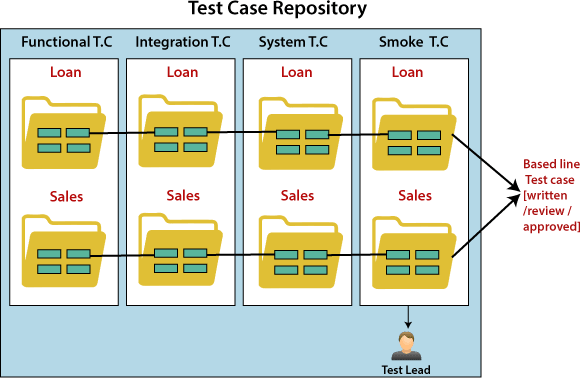 Test Case Repository
Functional T.C Integration T.C System T.C Smoke T.C
Loan Loan Loan Loan
Sales Sales Sales Sales
Based line
Test case
[written
/review /
approved]
Test Lead